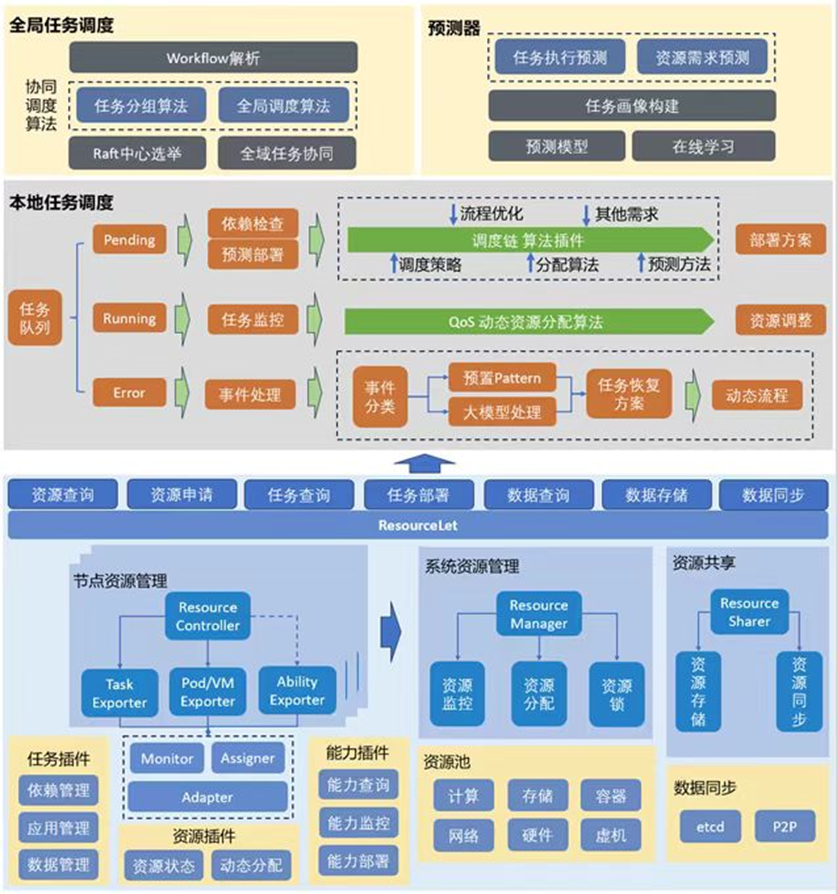 全局任务调度
Workflow解析
协同
调度
算法
任务分组算法
全局调度算法
Raft中心选举
全域任务协同
预测器
任务执行预测
资源需求预测
任务画像构建
预测模型
在线学习
本地任务调度
任务
队列
Pending
依赖检查
预测部署
流程优化
其他需求
调度链 算法插件
调度策略
分配算法
预测方法
部署方案
Running
任务监控
QoS 动态资源分配算法
资源调整
Error
事件处理
事件
分类
预置Pattern
大模型处理
任务恢复
方案
动态流程
资源查询
资源申请
任务查询
任务部署
数据查询
数据存储
数据同步
ResourceLet
节点资源管理
Resource
Controller
Task
Exporter
Pod/VM
Exporter
Ability
Exporter
Monitor
Assigner
Adapter
任务插件
依赖管理
应用管理
数据管理
资源插件
资源状态
动态分配
能力插件
能力查询
能力监控
能力部署
系统资源管理
Resource
Manager
资源
监控
资源
分配
资源
锁
资源池
计算
存储
容器
网络
硬件
虚机
资源共享
Resource
Sharer
资源存储
资源同步
数据同步
etcd
P2P